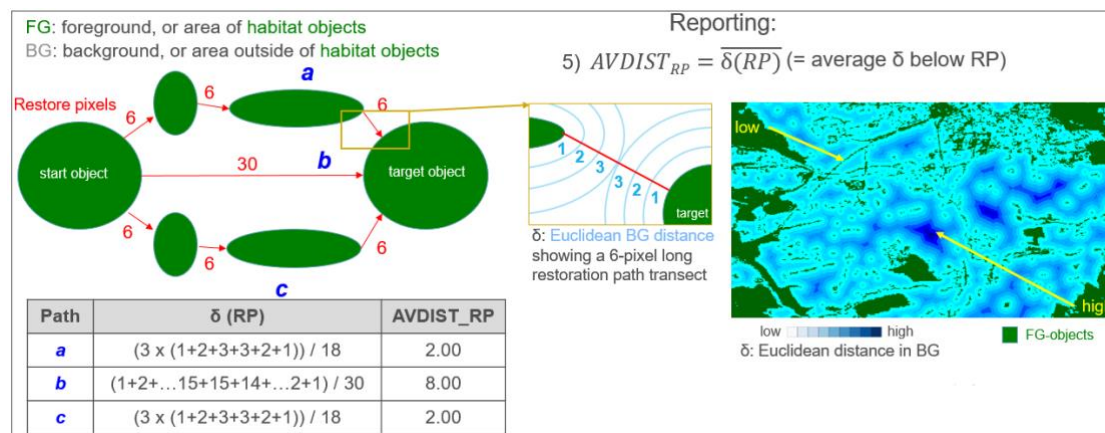 FG: foreground, or area of habitat objects
BG: background, or area outside of habitat objects
Reporting:
5) AVDIST_RP = δ(RP) (= average δ below RP)
a
Restore pixels
6
6
6
6
start object
30
b
target object
6
6
6
c
1
2
3
3
2
1
target
δ: Euclidean BG distance
showing a 6-pixel long
restoration path transect
low
high
low high
δ: Euclidean distance in BG
FG-objects
Path δ (RP) AVDIST_RP
a (3 x (1+2+3+3+2+1)) / 18 2.00
b (1+2+…15+15+14+…2+1) / 30 8.00
c (3 x (1+2+3+3+2+1)) / 18 2.00